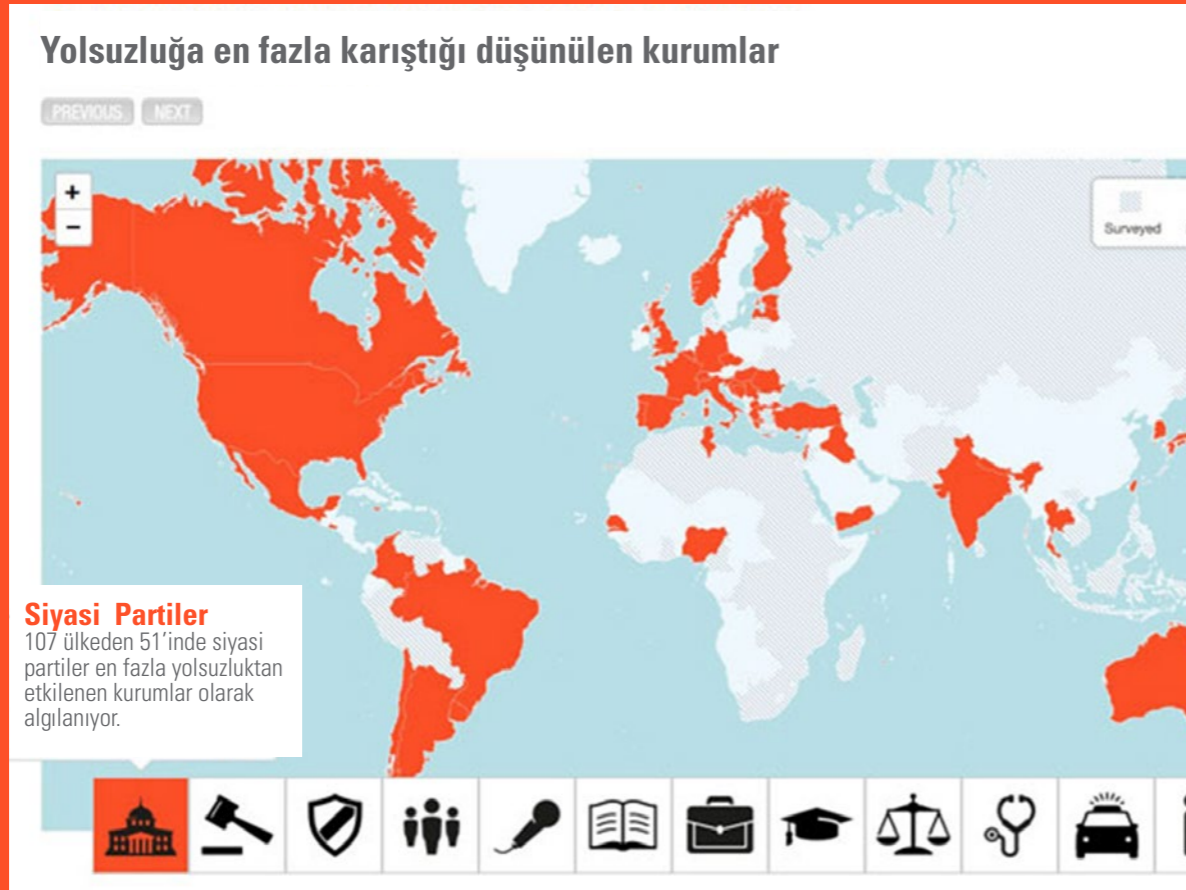 Yolsuzluğa en fazla karıştığı düşünülen kurumlar
PREVIOUS NEXT
+
−
Surveyed
Siyasi Partiler
107 ülkeden 51’inde siyasi
partiler en fazla yolsuzluktan
etkilenen kurumlar olarak
algılanıyor.